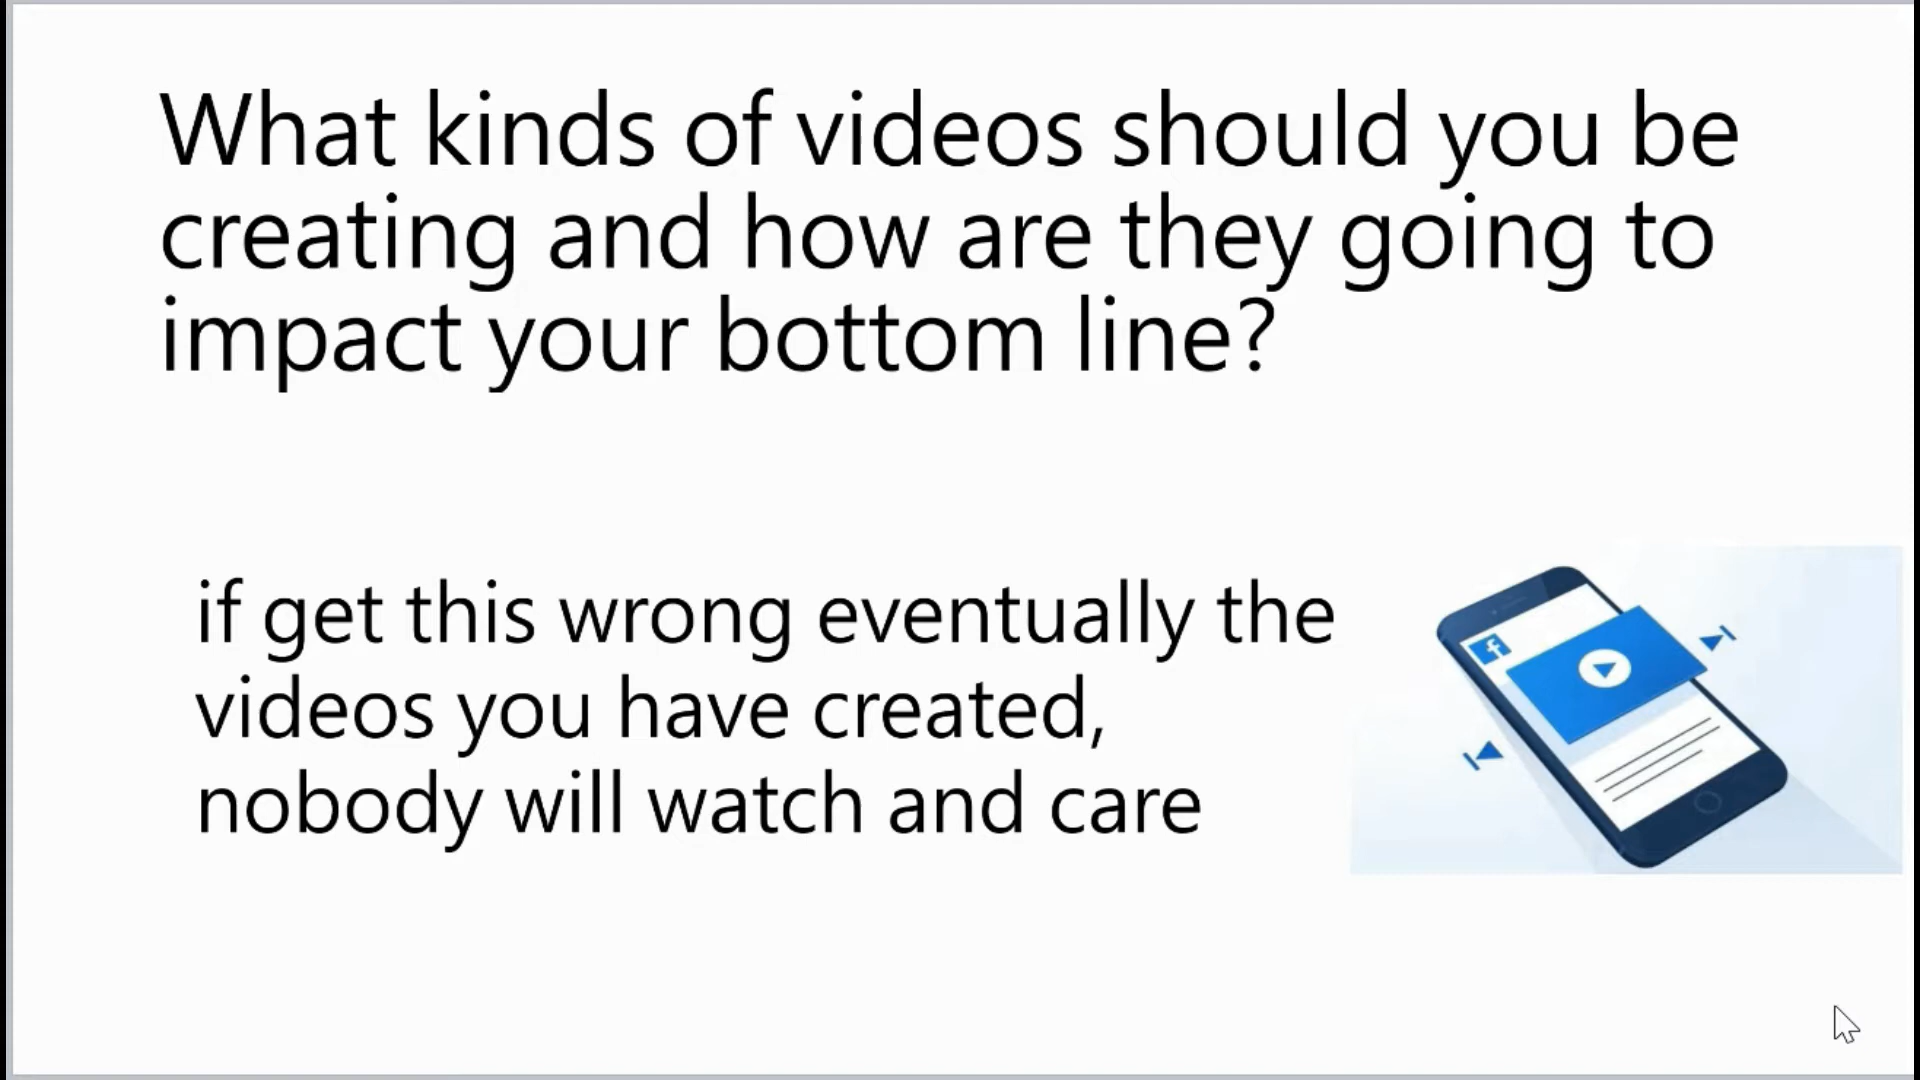 What kinds of videos should you be
creating and how are they going to
impact your bottom line?
if get this wrong eventually the
videos you have created,
nobody will watch and care
f